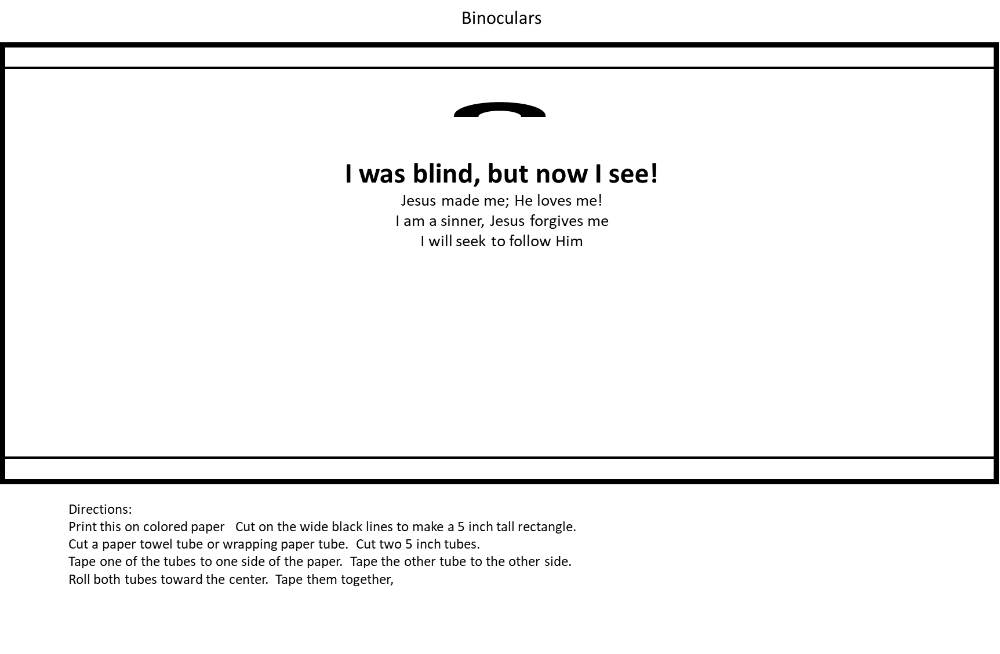 Binoculars
I was blind, but now I see!
Jesus made me; He loves me!
I am a sinner, Jesus forgives me
I will seek to follow Him
Directions:
Print this on colored paper   Cut on the wide black lines to make a 5 inch tall rectangle.
Cut a paper towel tube or wrapping paper tube.  Cut two 5 inch tubes.
Tape one of the tubes to one side of the paper.  Tape the other tube to the other side.
Roll both tubes toward the center.  Tape them together,